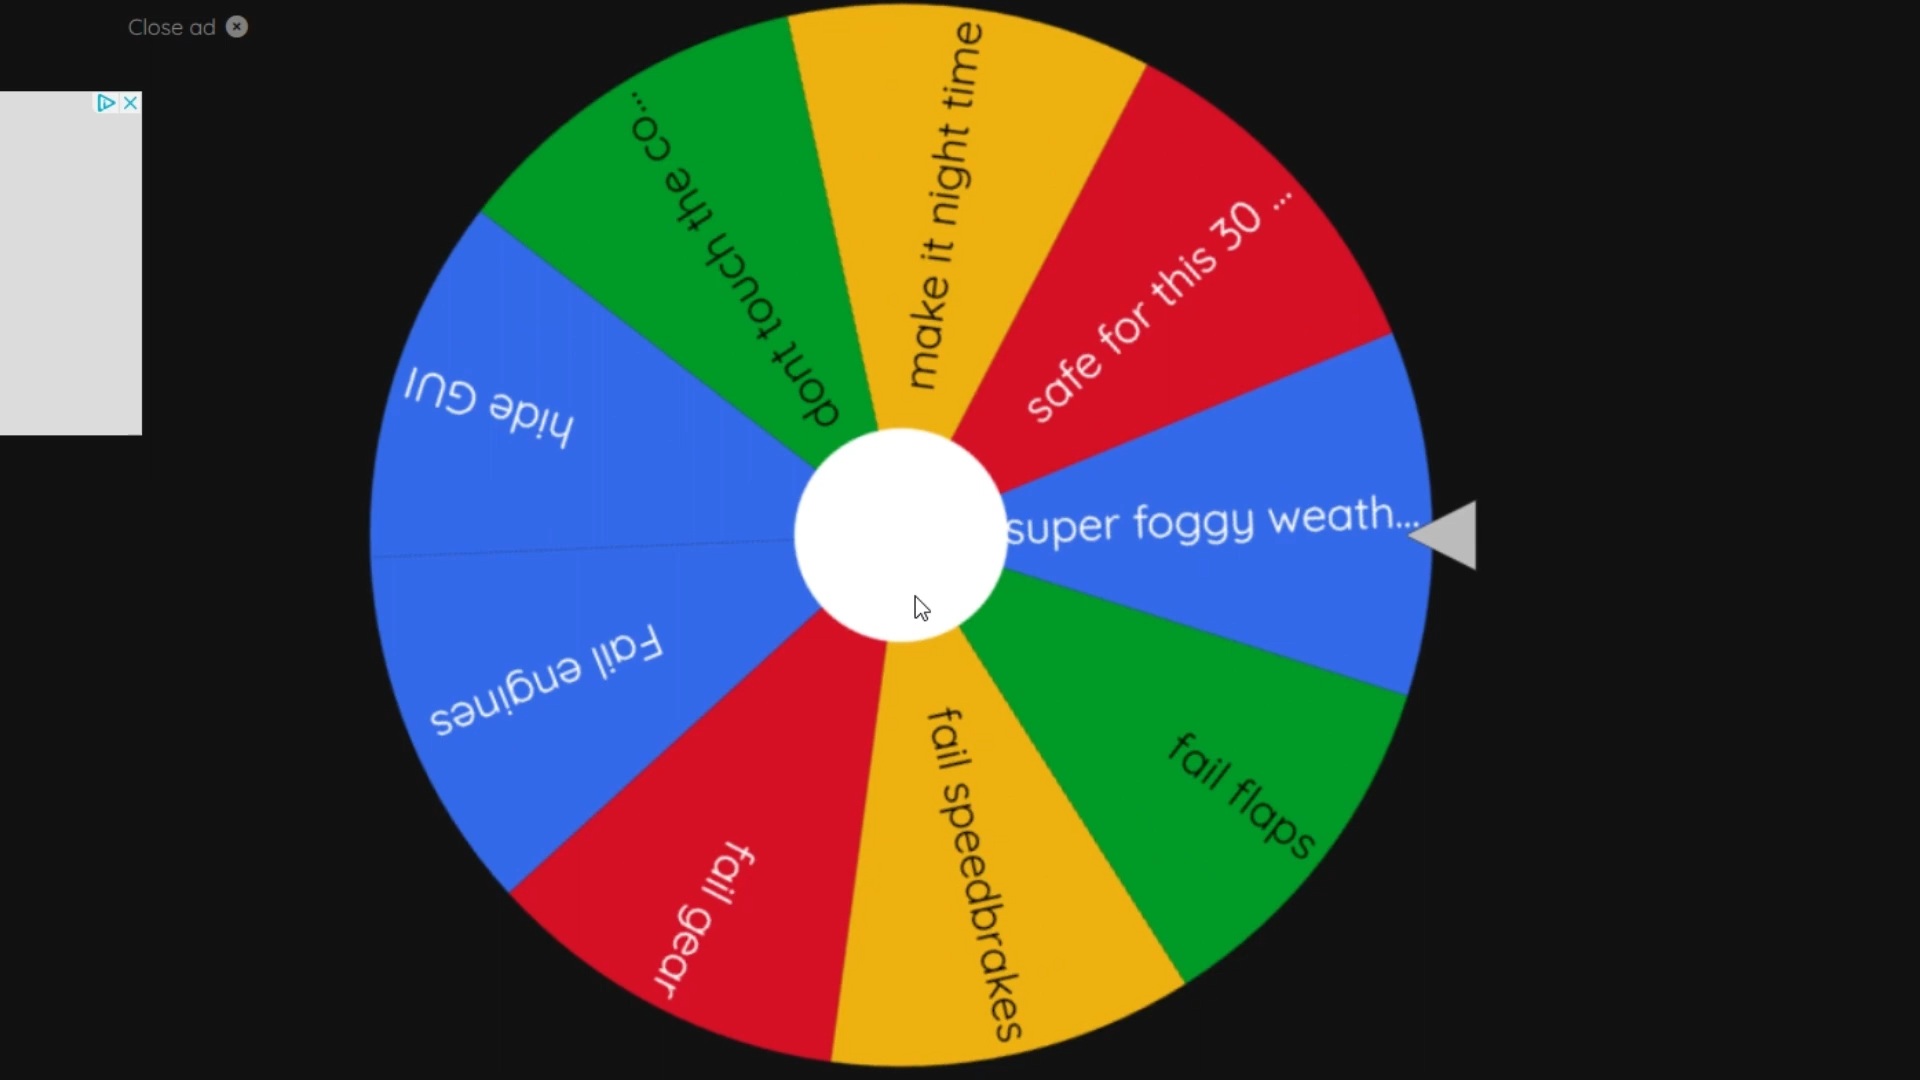 Close ad
make it night time
safe for this 30 ...
super foggy weath...
fail flaps
fail speedbrakes
fail gear
Fail engines
hide GUI
dont touch the co...